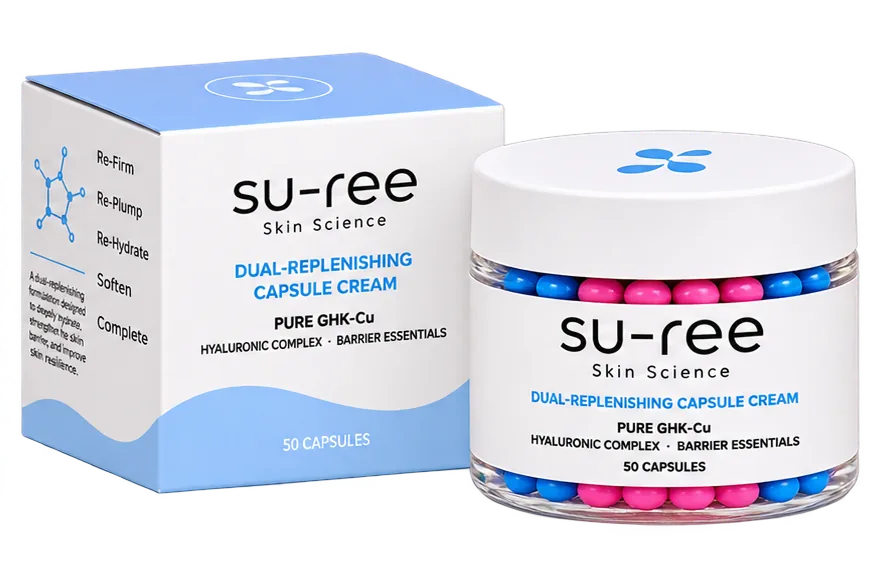 Re-Firm
Re-Plump
Re-Hydrate
Soften
Complete
A dual-replenishing
formulation designed
to deeply hydrate,
strengthen the skin
barrier, and improve
skin resilience.
su-ree
Skin Science
DUAL-REPLENISHING
CAPSULE CREAM
PURE GHK-Cu
HYALURONIC COMPLEX · BARRIER ESSENTIALS
50 CAPSULES
su-ree
Skin Science
DUAL-REPLENISHING CAPSULE CREAM
PURE GHK-Cu
HYALURONIC COMPLEX · BARRIER ESSENTIALS
50 CAPSULES